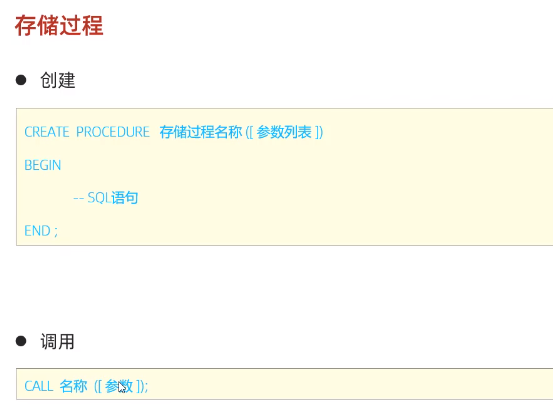 存储过程
● 创建
CREATE PROCEDURE 存储过程名称 ([ 参数列表 ])
BEGIN
-- SQL语句
END ;
● 调用
CALL 名称 ([ 参数 ]);